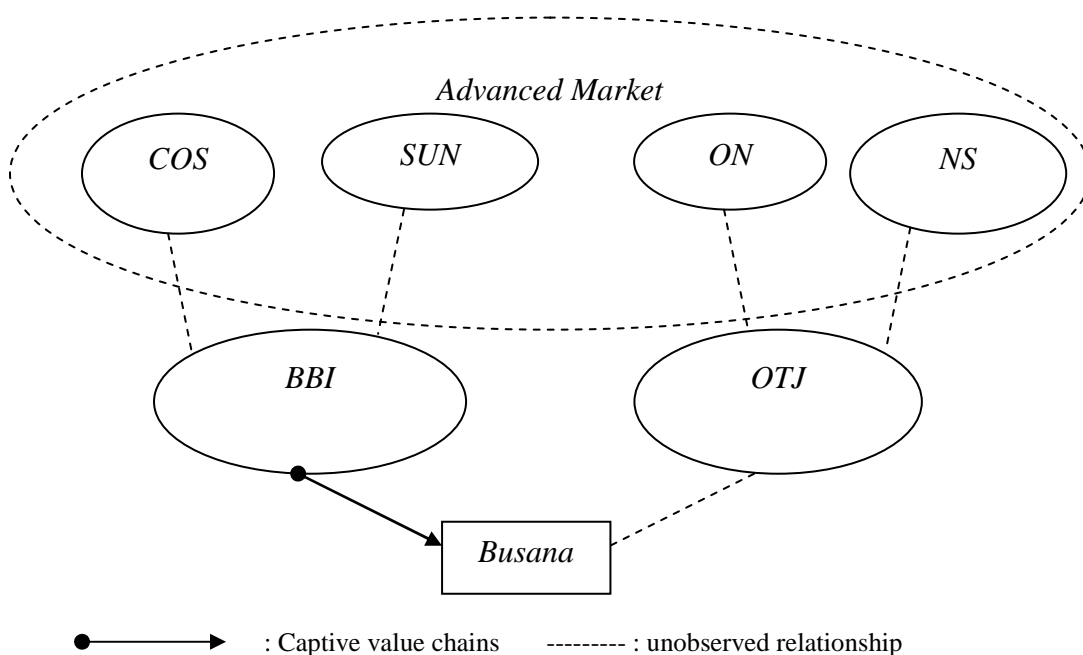 Advanced Market
COS SUN ON NS
BBI OTJ
Busana
: Captive value chains --------- : unobserved relationship